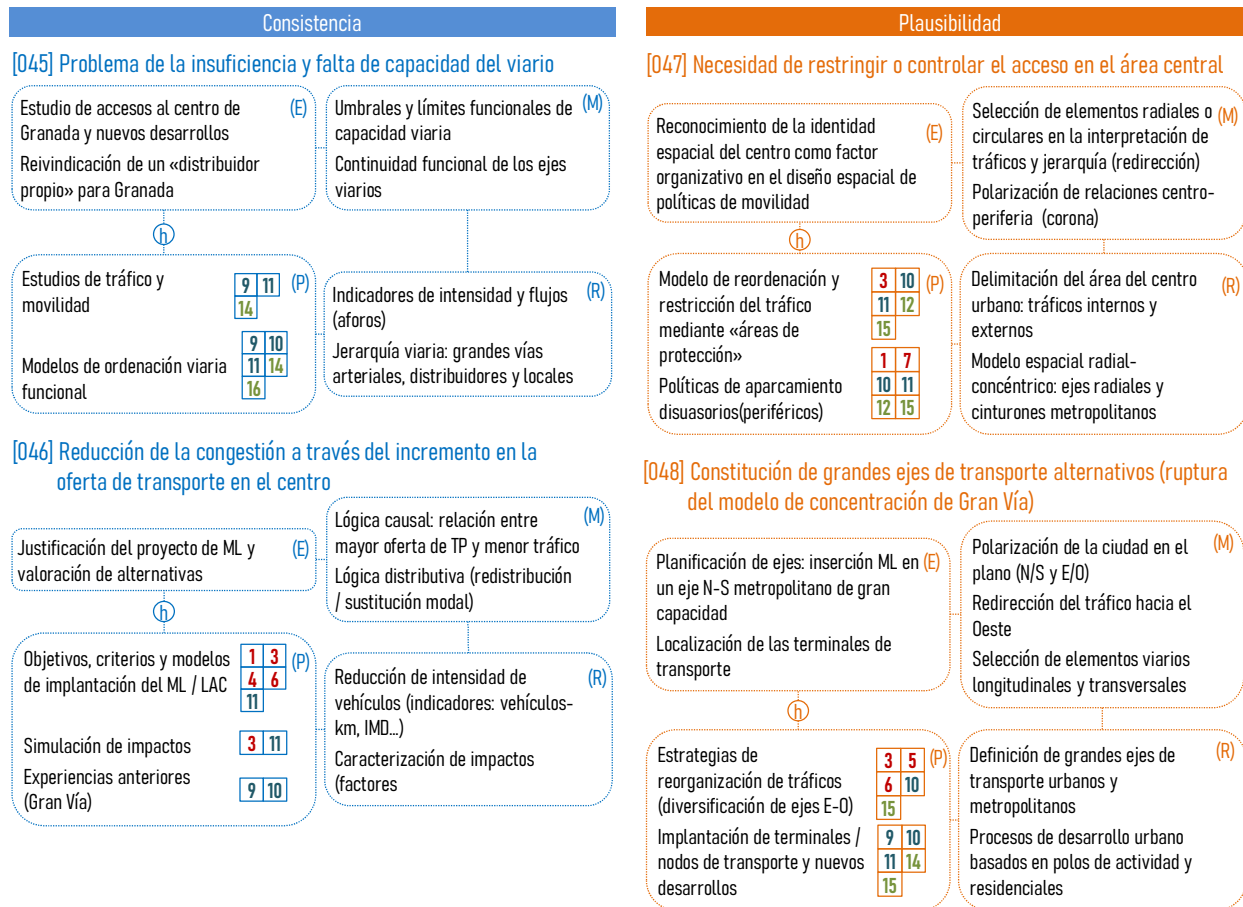 Consistencia
[045] Problema de la insuficiencia y falta de capacidad del viario
Estudio de accesos al centro de
Granada y nuevos desarrollos
Reivindicación de un «distribuidor
propio» para Granada
(E)
Umbrales y límites funcionales de
capacidad viaria
Continuidad funcional de los ejes
viarios
(M)
h
Estudios de tráfico y
movilidad
9 11
14
(P)
Modelos de ordenación viaria
funcional
9 10
11 14
16
Indicadores de intensidad y flujos
(aforos)
Jerarquía viaria: grandes vías
arteriales, distribuidores y locales
(R)
[046] Reducción de la congestión a través del incremento en la
oferta de transporte en el centro
Justificación del proyecto de ML y
valoración de alternativas
(E)
Lógica causal: relación entre
mayor oferta de TP y menor tráfico
Lógica distributiva (redistribución
/ sustitución modal)
(M)
h
Objetivos, criterios y modelos
de implantación del ML / LAC
1 3
4 6
11
(P)
Simulación de impactos
3 11
Experiencias anteriores
(Gran Vía)
9 10
Reducción de intensidad de
vehículos (indicadores: vehículos-
km, IMD...)
Caracterización de impactos
(factores
(R)
Plausibilidad
[047] Necesidad de restringir o controlar el acceso en el área central
Reconocimiento de la identidad
espacial del centro como factor
organizativo en el diseño espacial de
políticas de movilidad
(E)
Selección de elementos radiales o
circulares en la interpretación de
tráficos y jerarquía (redirección)
Polarización de relaciones centro-
periferia (corona)
(M)
h
Modelo de reordenación y
restricción del tráfico
mediante «áreas de
protección»
3 10
11 12
15
(P)
Políticas de aparcamiento
disuasorios(periféricos)
1 7
10 11
12 15
Delimitación del área del centro
urbano: tráficos internos y
externos
Modelo espacial radial-
concéntrico: ejes radiales y
cinturones metropolitanos
(R)
[048] Constitución de grandes ejes de transporte alternativos (ruptura
del modelo de concentración de Gran Vía)
Planificación de ejes: inserción ML en
un eje N-S metropolitano de gran
capacidad
Localización de las terminales de
transporte
(E)
Polarización de la ciudad en el
plano (N/S y E/O)
Redirección del tráfico hacia el
Oeste
Selección de elementos viarios
longitudinales y transversales
(M)
h
Estrategias de
reorganización de tráficos
(diversificación de ejes E-O)
3 5
6 10
15
(P)
Implantación de terminales /
nodos de transporte y nuevos
desarrollos
9 10
11 14
15
Definición de grandes ejes de
transporte urbanos y
metropolitanos
Procesos de desarrollo urbano
basados en polos de actividad y
residenciales
(R)